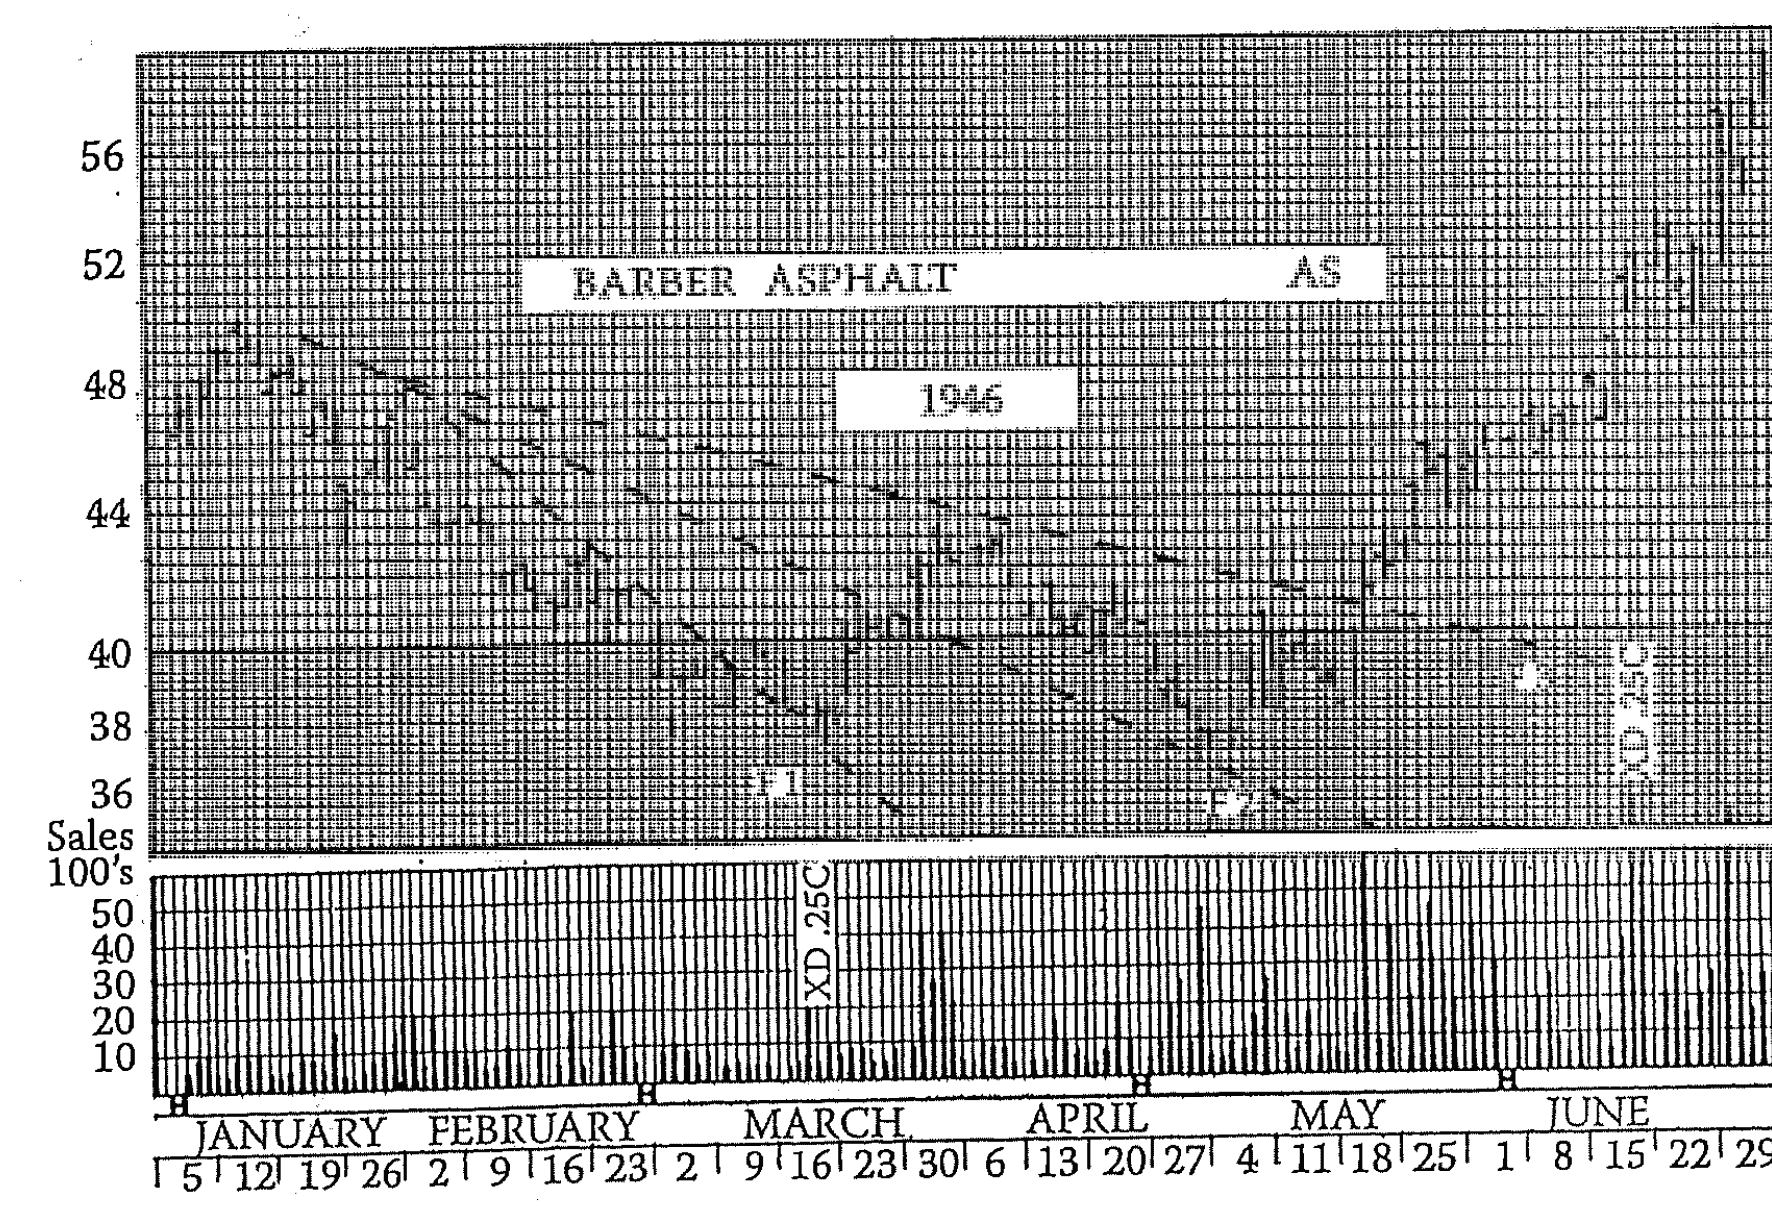 56
52
BARBER ASPHALT AS
48
1946
44
40
38
36
Sales
100's
50
40
30
20
10
XD .25C
XD .25C
H H H H
JANUARY FEBRUARY MARCH APRIL MAY JUNE
5 12 19 26 2 9 16 23 2 9 16 23 30 6 13 20 27 4 11 18 25 1 8 15 22 29